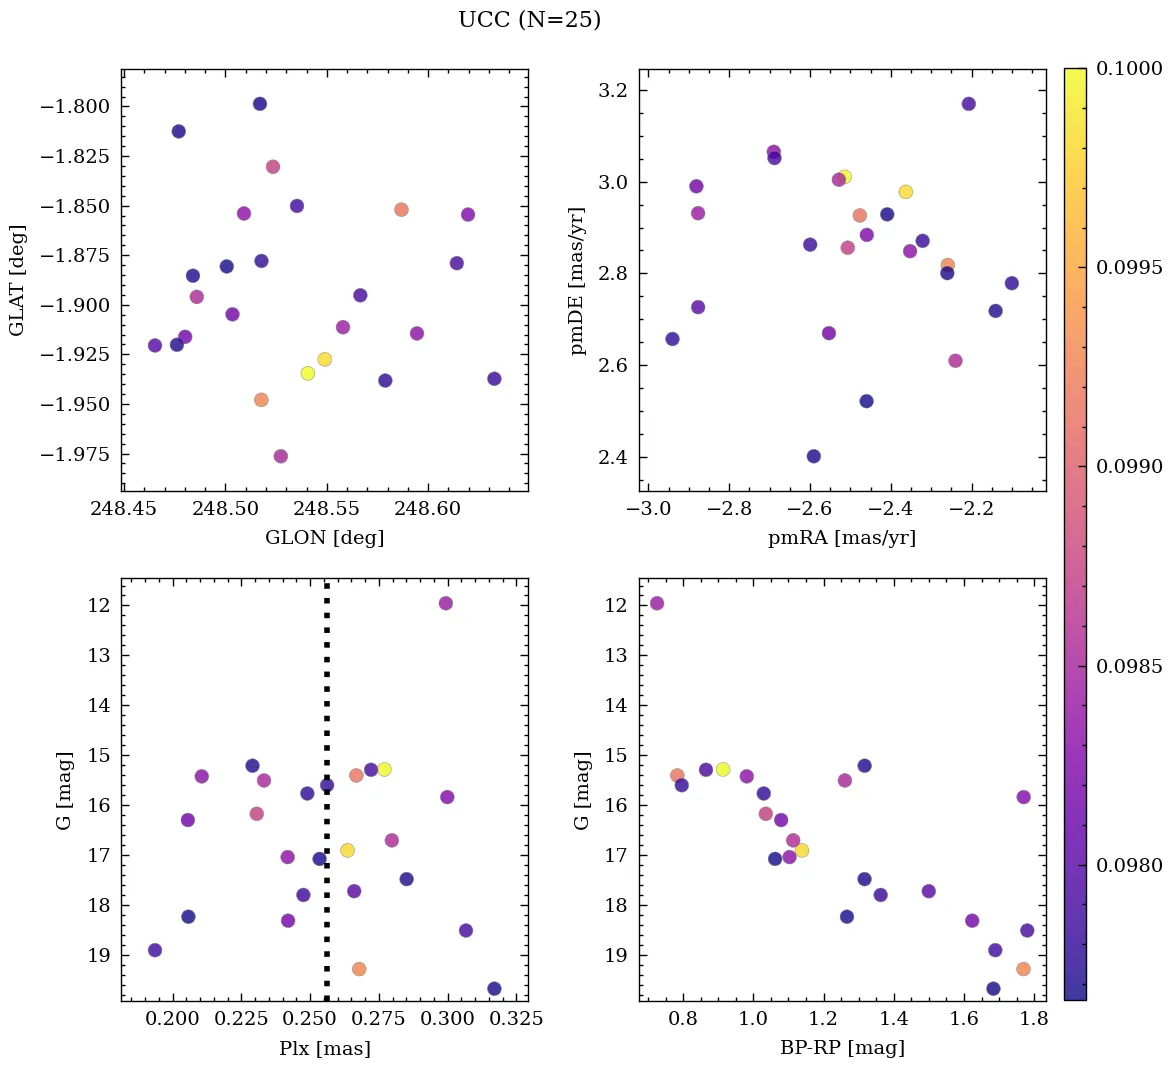 UCC (N=25)
−1.800
−1.825
−1.850
−1.875
−1.900
−1.925
−1.950
−1.975
GLAT [deg]
248.45 248.50 248.55 248.60
GLON [deg]
3.2
3.0
2.8
2.6
2.4
pmDE [mas/yr]
−3.0 −2.8 −2.6 −2.4 −2.2
pmRA [mas/yr]
12
13
14
15
16
17
18
19
G [mag]
0.200 0.225 0.250 0.275 0.300 0.325
Plx [mas]
12
13
14
15
16
17
18
19
G [mag]
0.8 1.0 1.2 1.4 1.6 1.8
BP-RP [mag]
0.1000
0.0995
0.0990
0.0985
0.0980